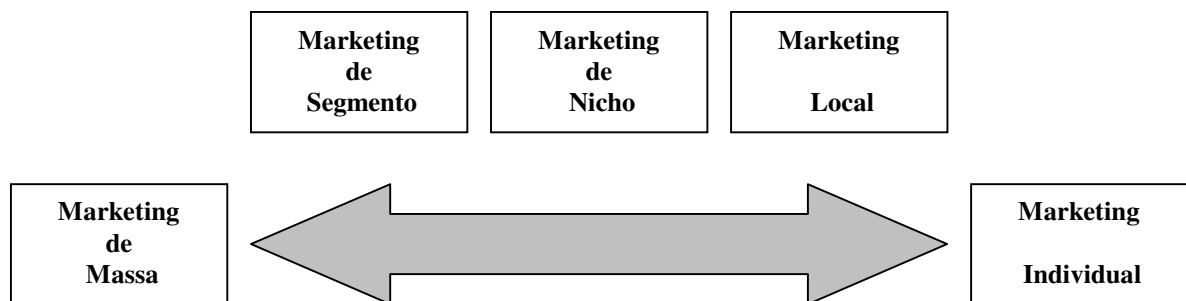 Marketing
de
Segmento
Marketing
de
Nicho
Marketing
Local
Marketing
de
Massa
Marketing
Individual